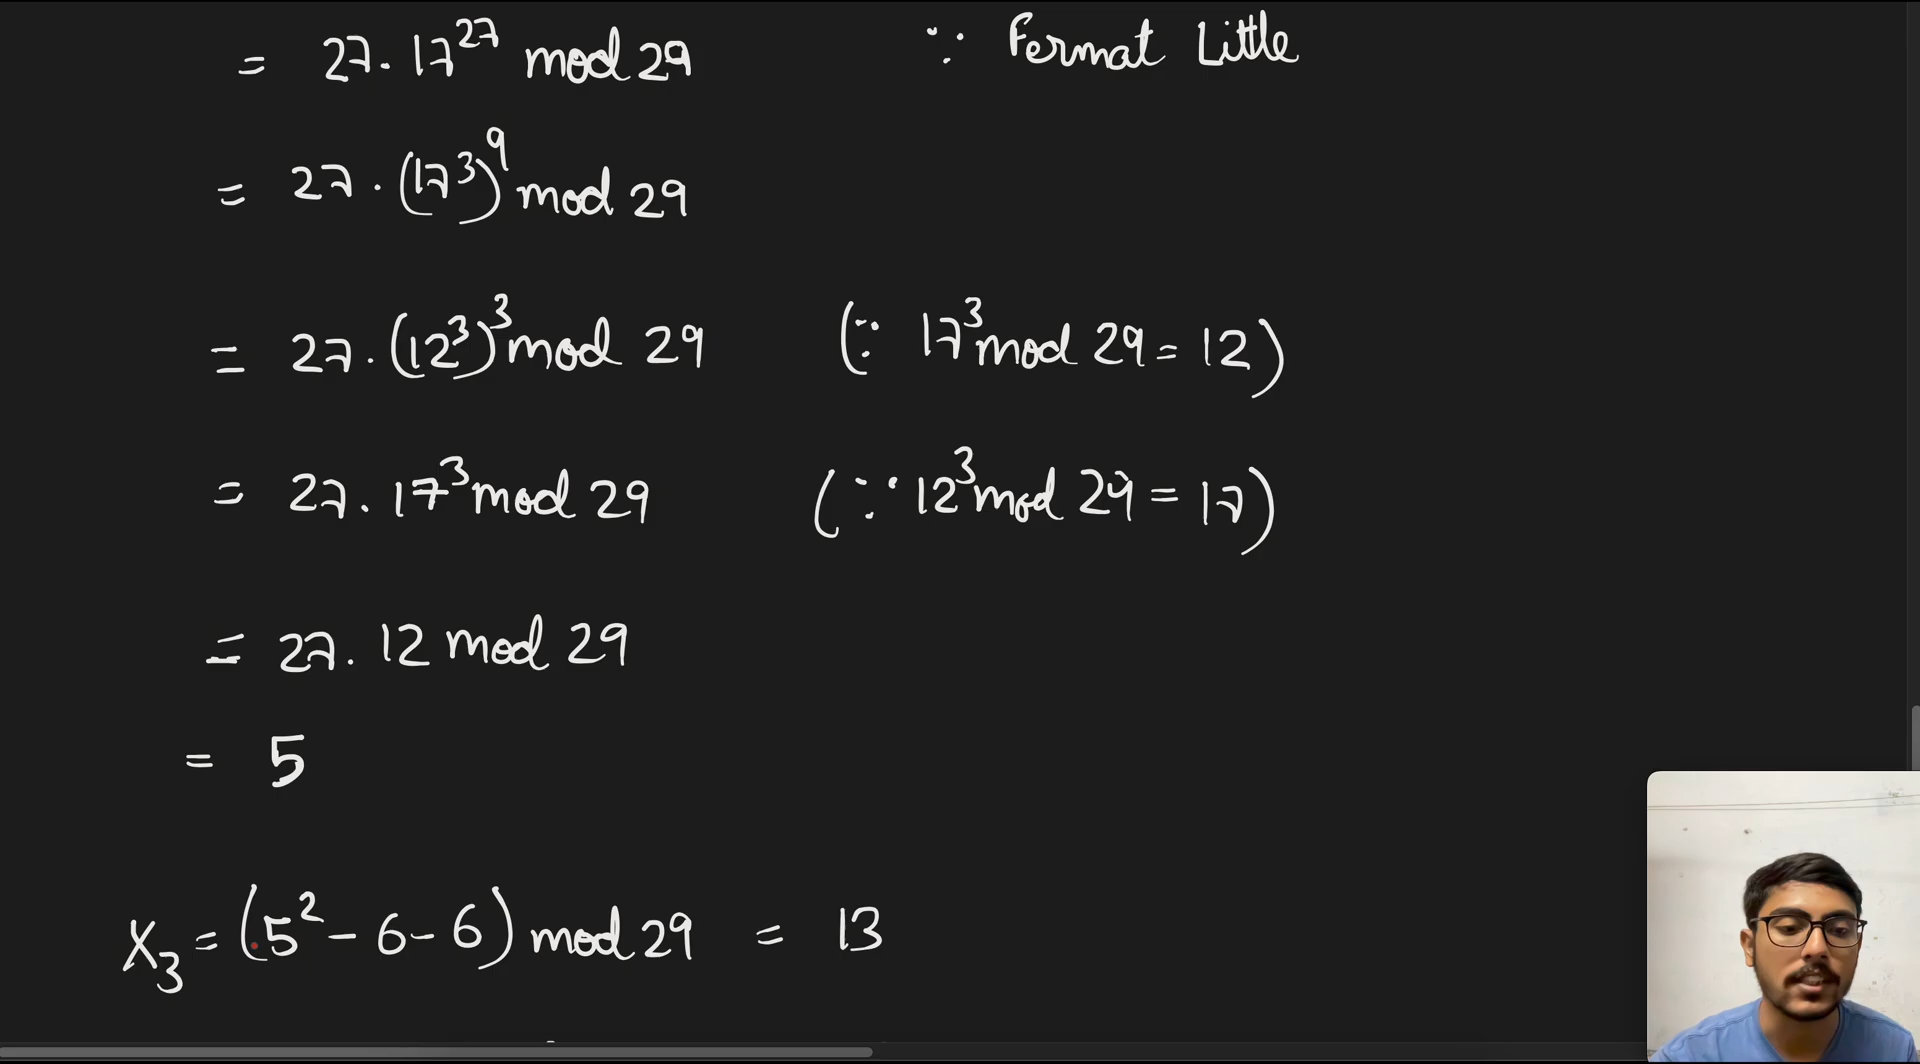 = 27 · 17^27 mod 29 ∵ Fermat Little
= 27 · (17^3)^9 mod 29
= 27 · (12^3)^3 mod 29 (∵ 17^3 mod 29 = 12)
= 27 · 17^3 mod 29 (∵ 12^3 mod 29 = 17)
= 27 · 12 mod 29
= 5
X_3 = (5^2 - 6 - 6) mod 29 = 13